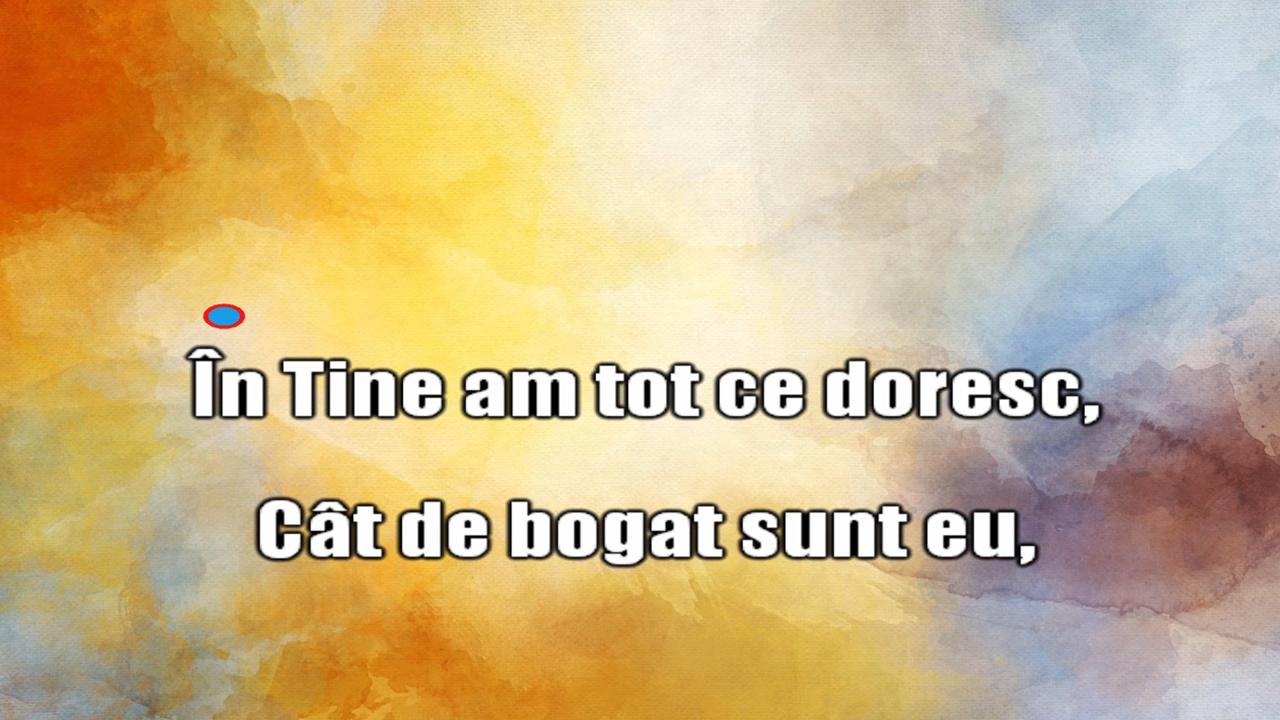 În Tine am tot ce doresc,
Cât de bogat sunt eu,